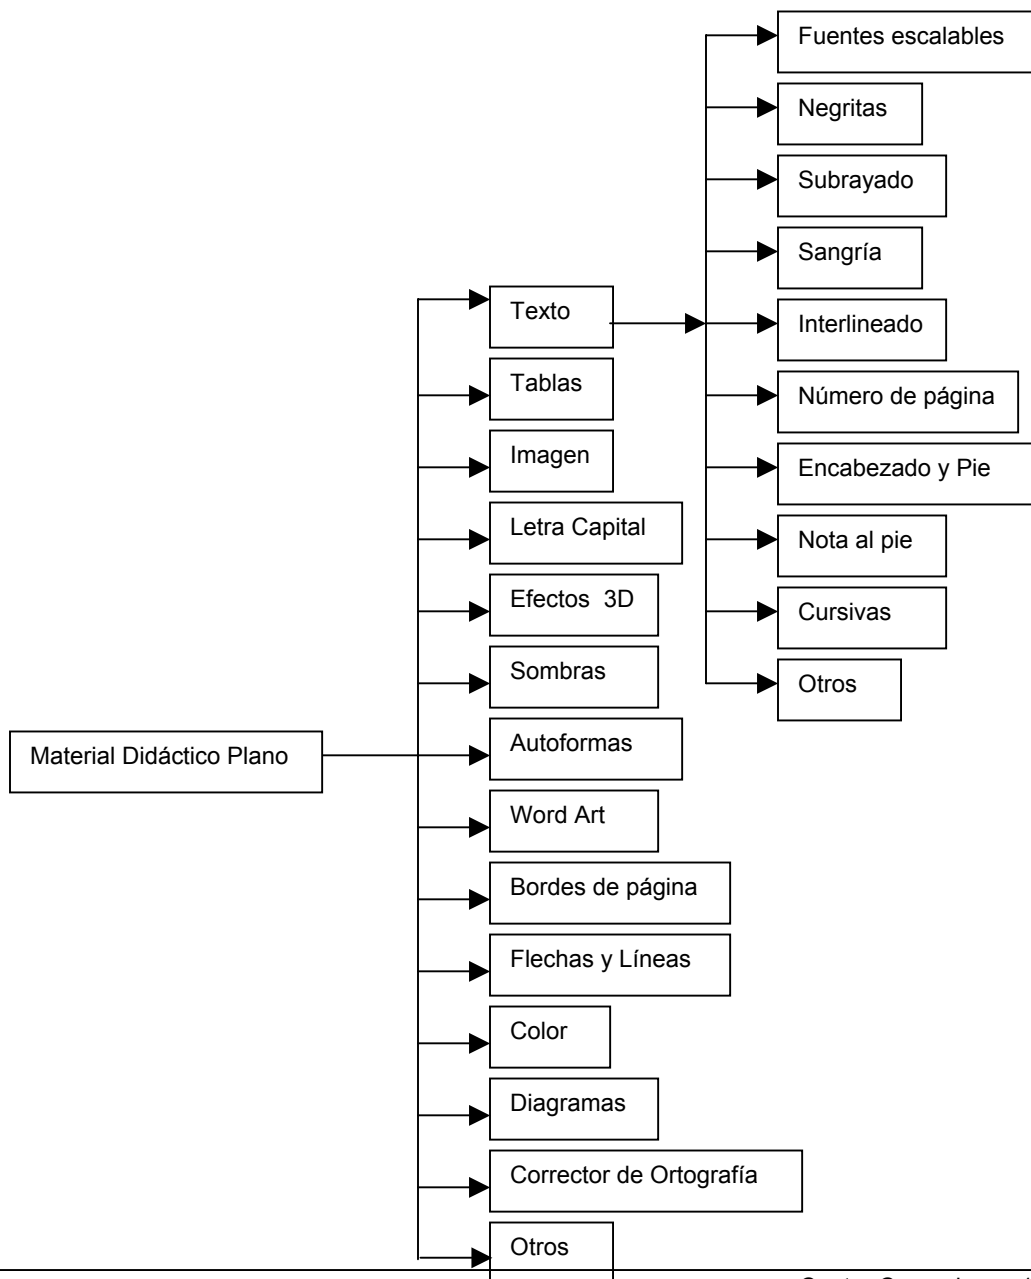 Fuentes escalables
Negritas
Subrayado
Sangría
Texto
Interlineado
Tablas
Número de página
Imagen
Encabezado y Pie
Letra Capital
Nota al pie
Efectos 3D
Cursivas
Sombras
Otros
Material Didáctico Plano
Autoformas
Word Art
Bordes de página
Flechas y Líneas
Color
Diagramas
Corrector de Ortografía
Otros